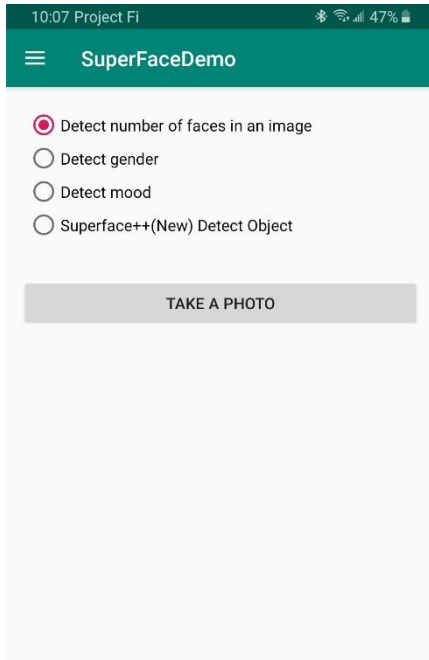 10:07 Project Fi 47%
SuperFaceDemo
Detect number of faces in an image
Detect gender
Detect mood
Superface++(New) Detect Object
TAKE A PHOTO